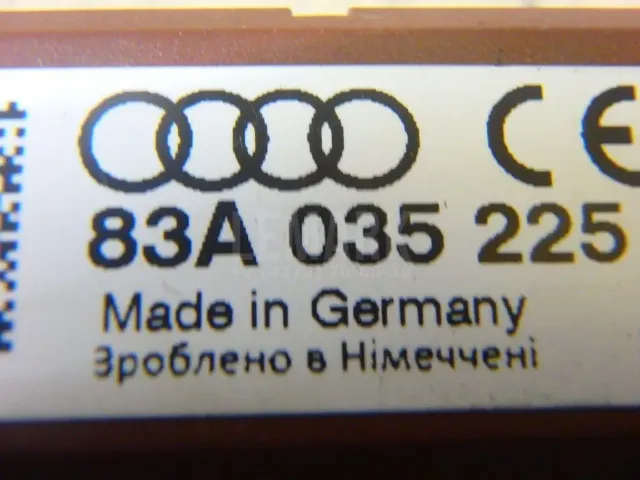 CE
83A 035 225
Made in Germany
Зроблено в Німеччені